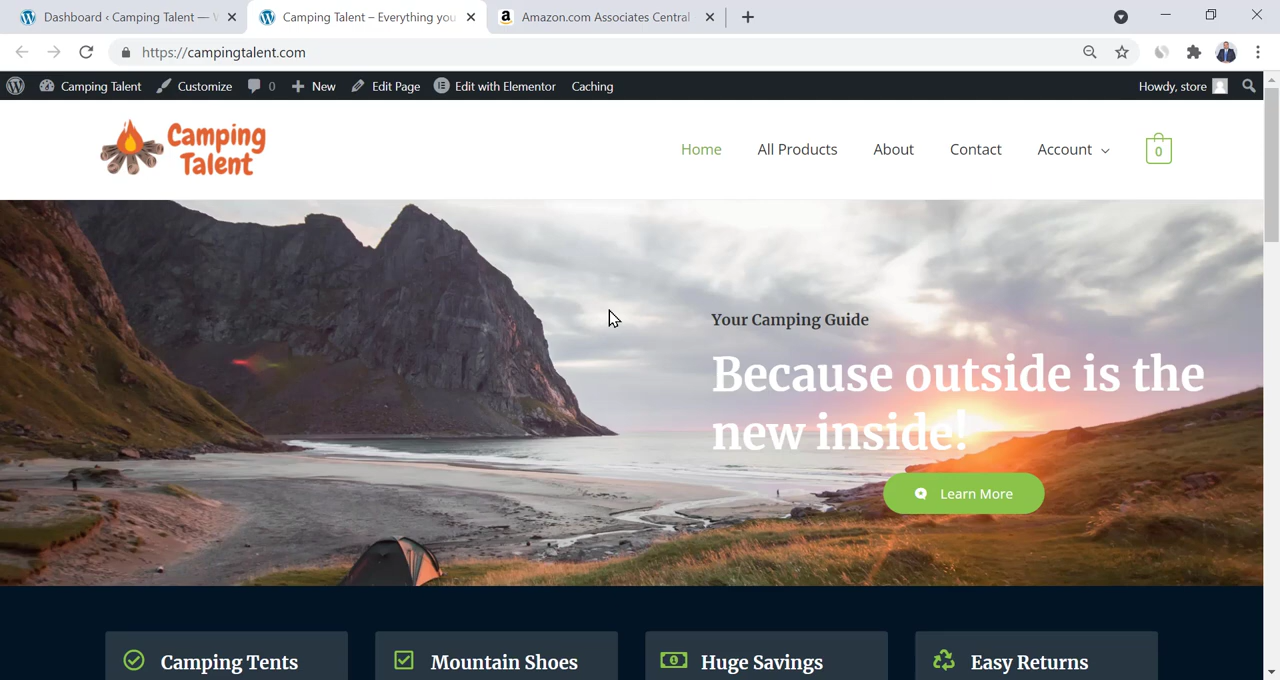 Dashboard ‹ Camping Talent — W
Camping Talent – Everything you
Amazon.com Associates Central
https://campingtalent.com
Camping Talent
Customize
0
New
Edit Page
Edit with Elementor
Caching
Howdy, store
Camping
Talent
Home
All Products
About
Contact
Account
0
Your Camping Guide
Because outside is the
new inside!
Learn More
Camping Tents
Mountain Shoes
Huge Savings
Easy Returns